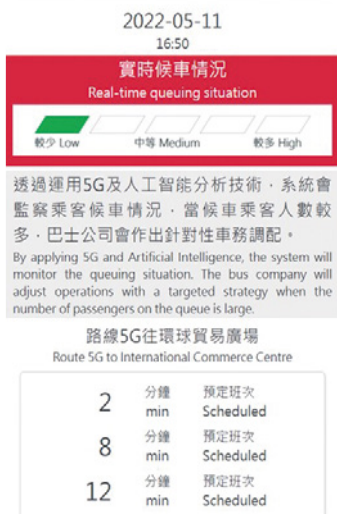 2022-05-11
16:50
實時候車情況
Real-time queuing situation
較少 Low 中等 Medium 較多 High
透過運用5G及人工智能分析技術，系統會
監察乘客候車情況，當候車乘客人數較
多，巴士公司會作出針對性車務調配。
By applying 5G and Artificial Intelligence, the system will
monitor the queuing situation. The bus company will
adjust operations with a targeted strategy when the
number of passengers on the queue is large.
路線5G往環球貿易廣場
Route 5G to International Commerce Centre
2 分鐘 預定班次
min Scheduled
8 分鐘 預定班次
min Scheduled
12 分鐘 預定班次
min Scheduled